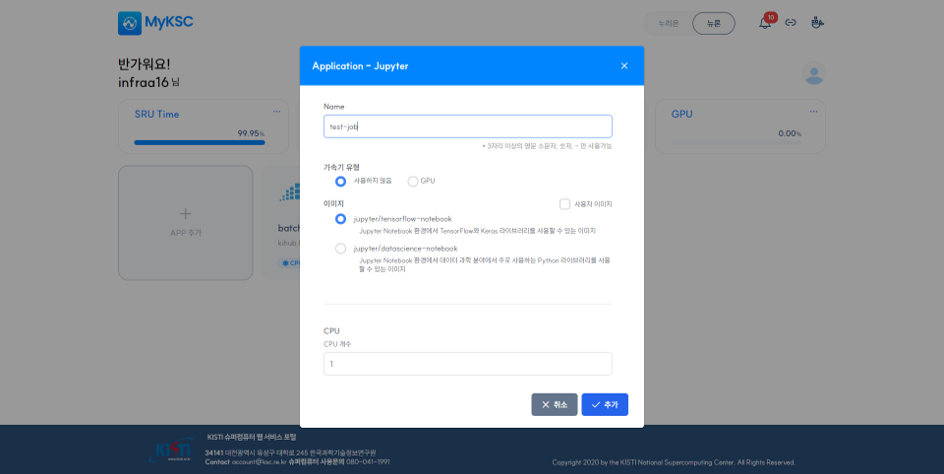 MyKSC
누리온
뉴론
10
반가워요!
infraa16 님
SRU Time
99.95%
GPU
0.00%
APP 추가
batch
kihub.
Application - Jupyter
Name
test-job
* 3자리 이상의 영문 소문자, 숫자, - 만 사용가능
가속기 유형
사용하지 않음
GPU
이미지
사용자 이미지
jupyter/tensorflow-notebook
Jupyter Notebook 환경에서 TensorFlow와 Keras 라이브러리를 사용할 수 있는 이미지
jupyter/datascience-notebook
Jupyter Notebook 환경에서 데이터 과학 분야에서 주로 사용하는 Python 라이브러리를 사용
할 수 있는 이미지
CPU
CPU 개수
1
취소
추가
KISTI
KISTI 슈퍼컴퓨터 웹 서비스 포털
34141 대전광역시 유성구 대학로 245 한국과학기술정보연구원
Contact account@ksc.re.kr 슈퍼컴퓨터 사용문의 080-041-1991
Copyright 2020 by the KISTI National Supercomputing Center. All Rights Reserved.